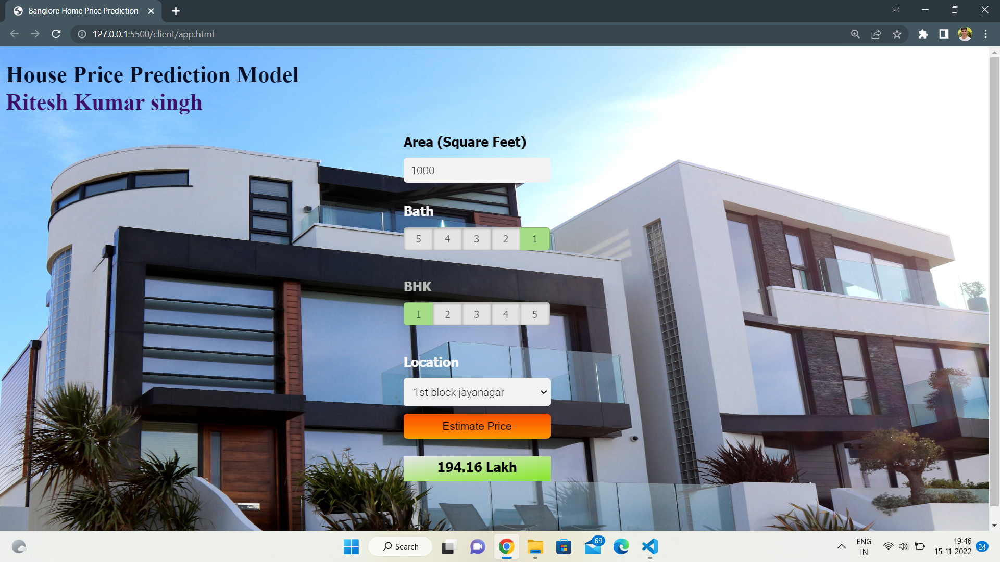 Banglore Home Price Prediction
127.0.0.1:5500/client/app.html
House Price Prediction Model
Ritesh Kumar singh
Area (Square Feet)
1000
Bath
5 4 3 2 1
BHK
1 2 3 4 5
Location
1st block jayanagar
Estimate Price
194.16 Lakh
Search
69
ENG
IN
19:46
15-11-2022
24